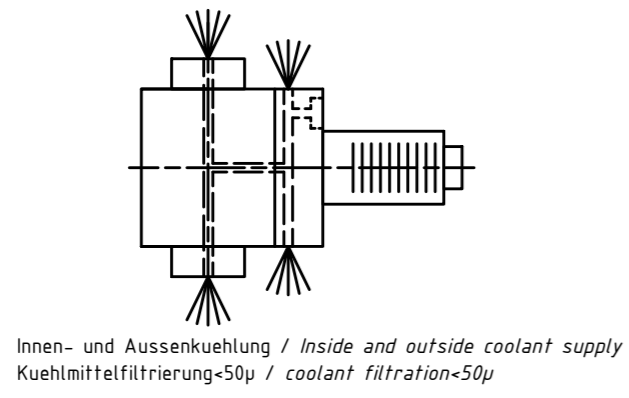 Innen- und Aussenkuehlung / Inside and outside coolant supply
Kuehlmittelfiltrierung<50µ / coolant filtration<50µ